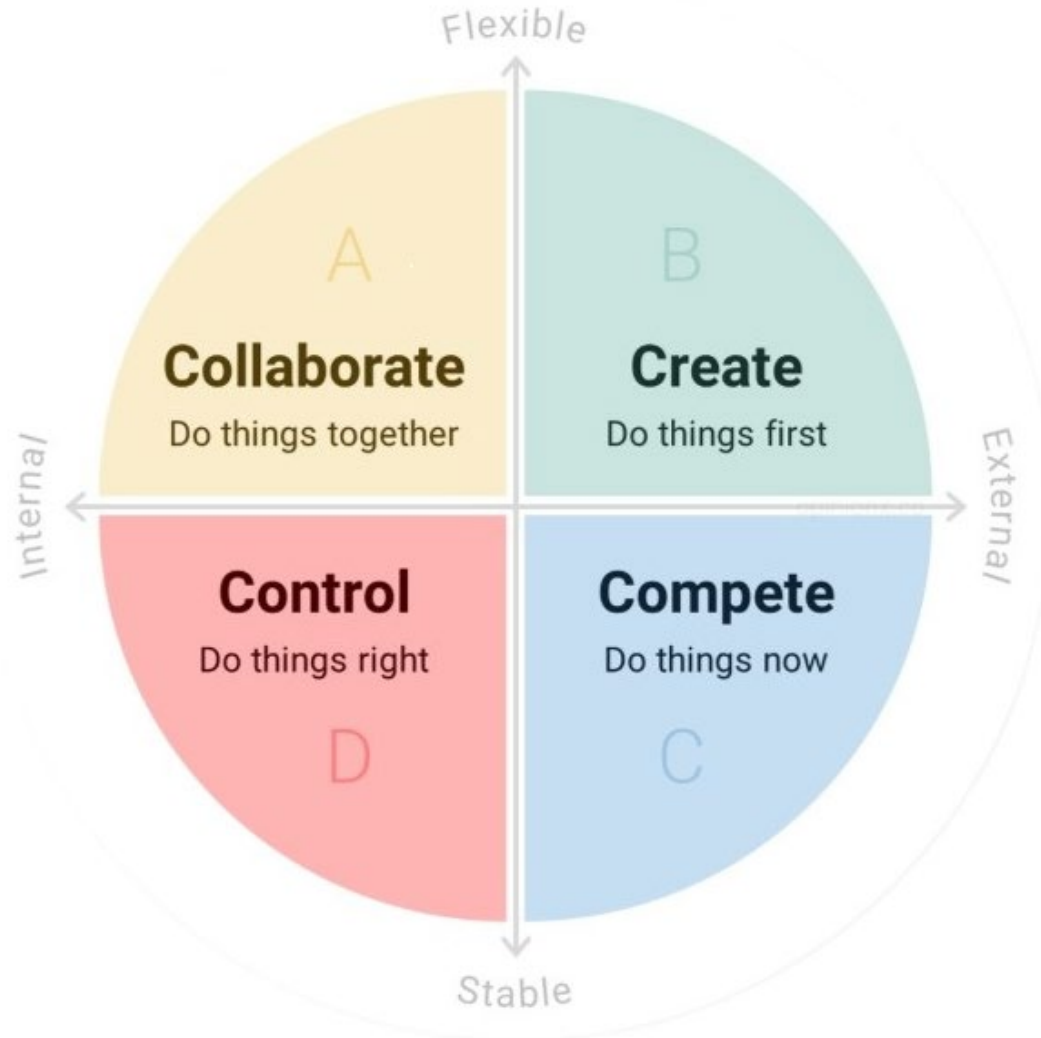 Flexible
A
B
Collaborate
Create
Do things together
Do things first
Internal
External
Control
Compete
Do things right
Do things now
D
C
Stable